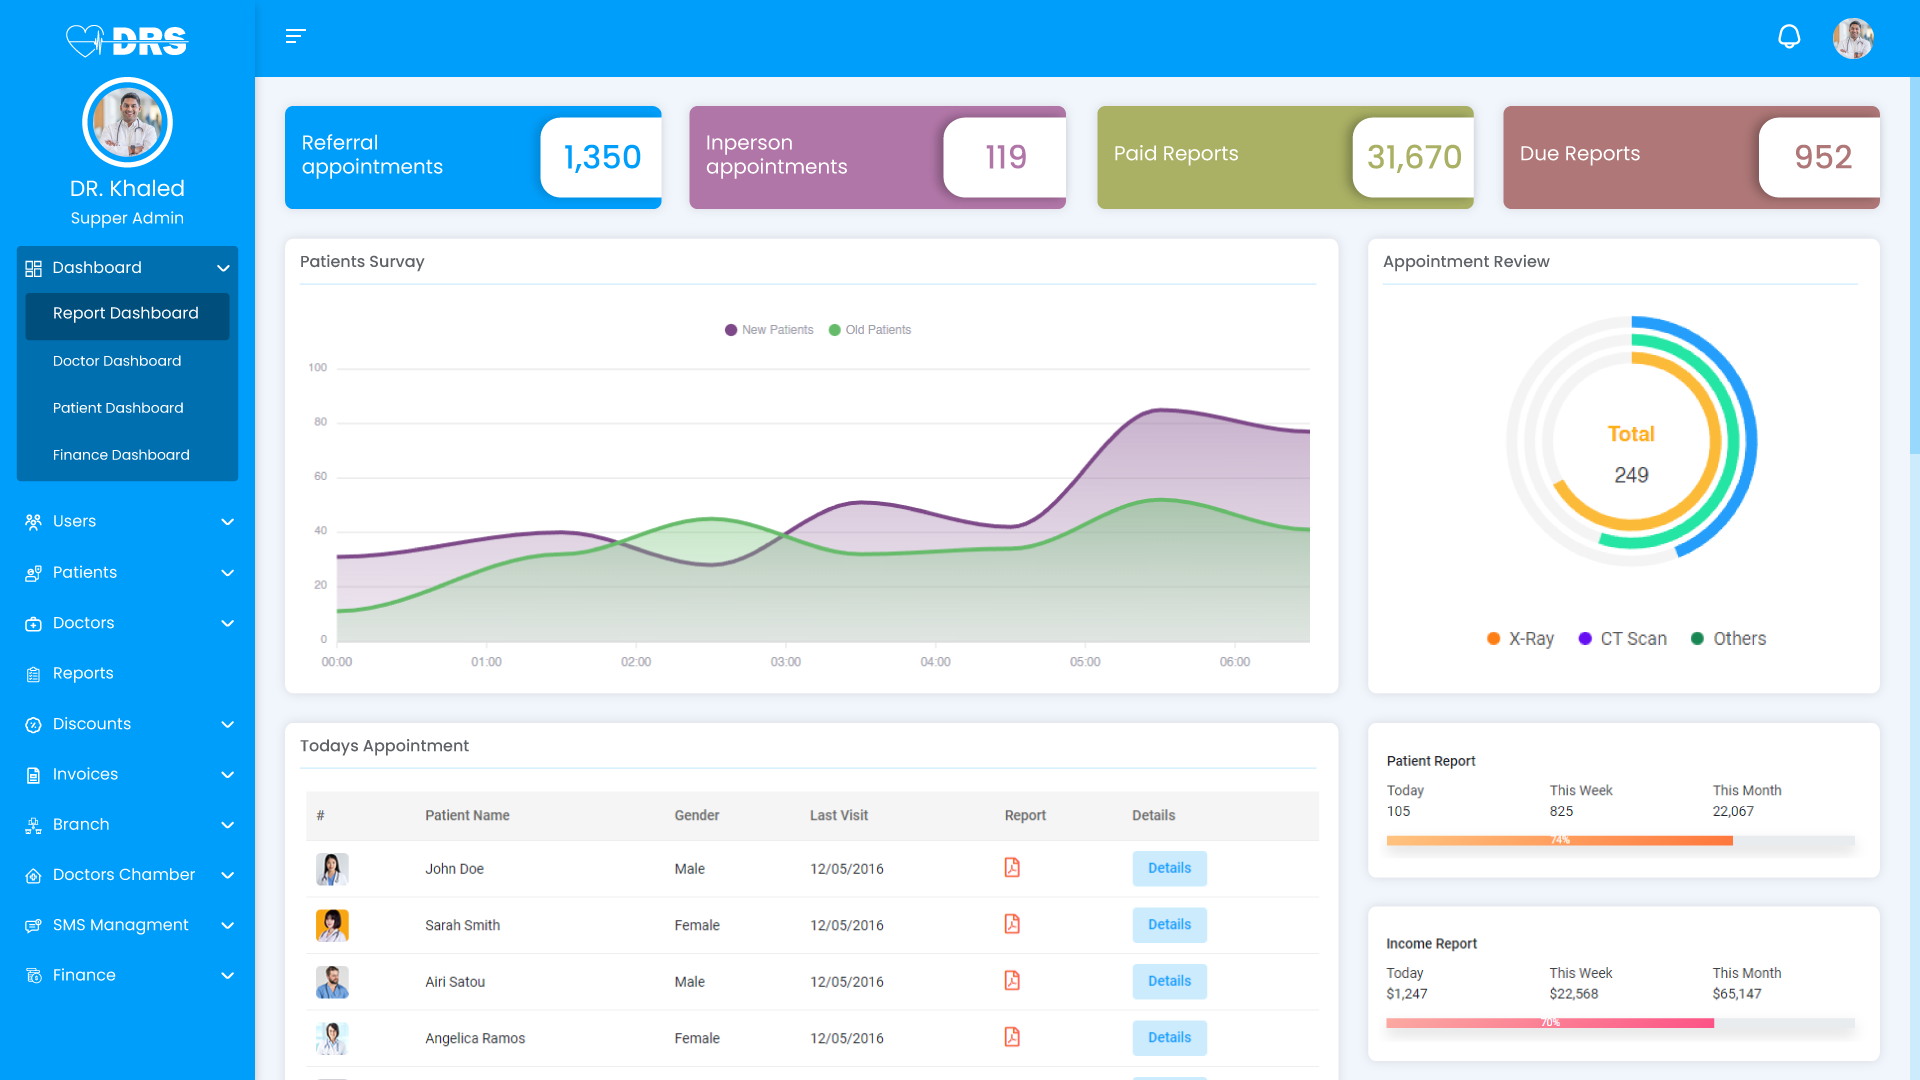 DRS
DR. Khaled
Supper Admin
Dashboard
Report Dashboard
Doctor Dashboard
Patient Dashboard
Finance Dashboard
Users
Patients
Doctors
Reports
Discounts
Invoices
Branch
Doctors Chamber
SMS Managment
Finance
Referral
appointments
1,350
Inperson
appointments
119
Paid Reports
31,670
Due Reports
952
Patients Survay
New Patients
Old Patients
100
80
60
40
20
0
00:00 01:00 02:00 03:00 04:00 05:00 06:00
Appointment Review
Total
249
X-Ray CT Scan Others
Todays Appointment
# Patient Name Gender Last Visit Report Details
John Doe Male 12/05/2016 Details
Sarah Smith Female 12/05/2016 Details
Airi Satou Male 12/05/2016 Details
Angelica Ramos Female 12/05/2016 Details
Patient Report
Today This Week This Month
105 825 22,067
74%
Income Report
Today This Week This Month
$1,247 $22,568 $65,147
70%